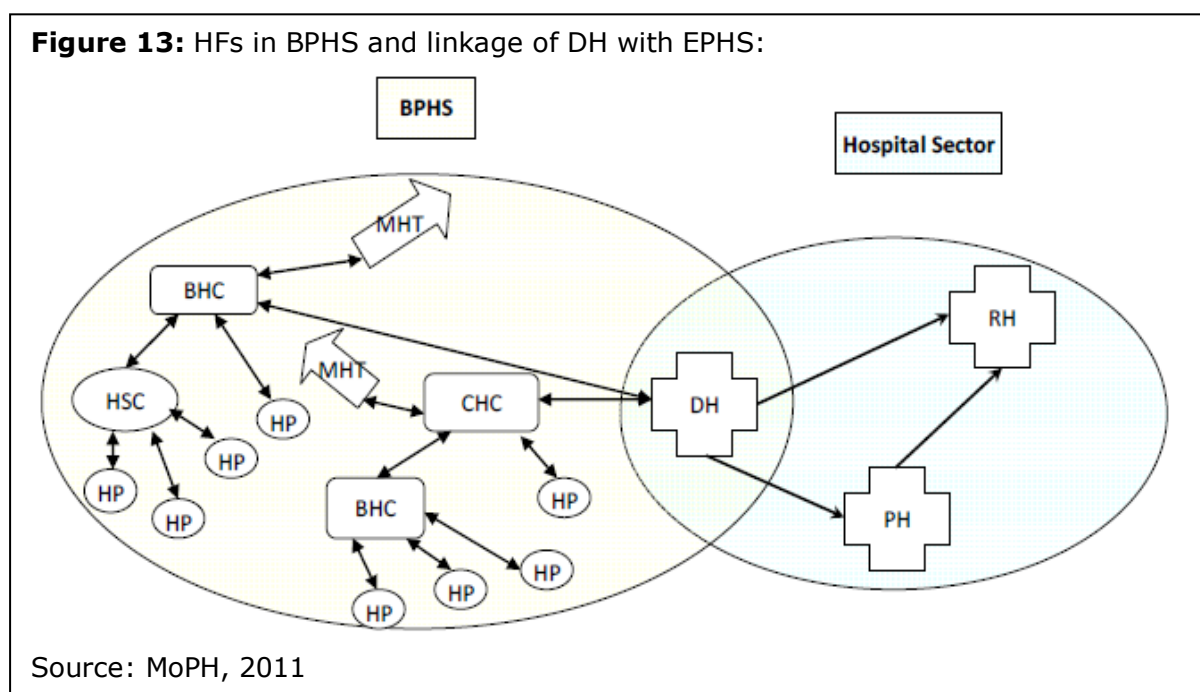 Figure 13: HFs in BPHS and linkage of DH with EPHS:
BPHS
Hospital Sector
MHT
BHC
RH
MHT
HSC
CHC
DH
HP
HP
HP
HP
HP
BHC
PH
HP
HP
HP
Source: MoPH, 2011